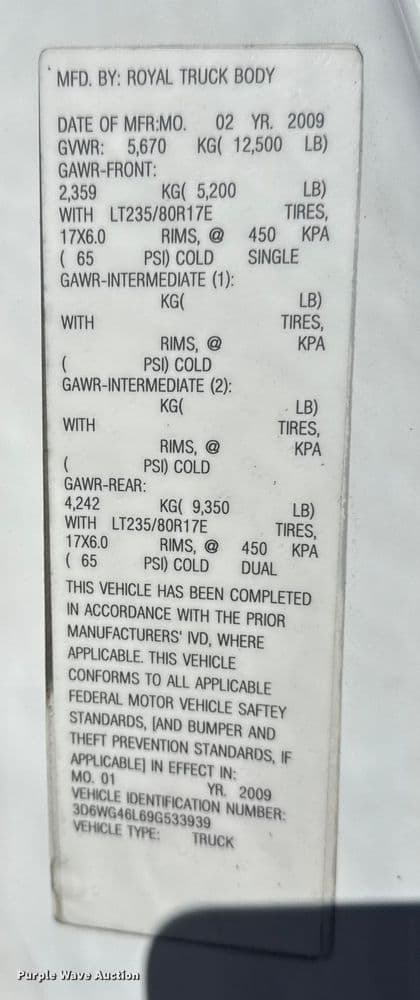 MFD. BY: ROYAL TRUCK BODY
DATE OF MFR:MO. 02 YR. 2009
GVWR: 5,670 KG( 12,500 LB)
GAWR-FRONT:
2,359 KG( 5,200 LB)
WITH LT235/80R17E TIRES,
17X6.0 RIMS, @ 450 KPA
( 65 PSI) COLD SINGLE
GAWR-INTERMEDIATE (1):
KG( LB)
WITH TIRES,
RIMS, @ KPA
( PSI) COLD
GAWR-INTERMEDIATE (2):
KG( LB)
WITH TIRES,
RIMS, @ KPA
( PSI) COLD
GAWR-REAR:
4,242 KG( 9,350 LB)
WITH LT235/80R17E TIRES,
17X6.0 RIMS, @ 450 KPA
( 65 PSI) COLD DUAL
THIS VEHICLE HAS BEEN COMPLETED
IN ACCORDANCE WITH THE PRIOR
MANUFACTURERS' IVD, WHERE
APPLICABLE. THIS VEHICLE
CONFORMS TO ALL APPLICABLE
FEDERAL MOTOR VEHICLE SAFTEY
STANDARDS, [AND BUMPER AND
THEFT PREVENTION STANDARDS, IF
APPLICABLE] IN EFFECT IN:
MO. 01 YR. 2009
VEHICLE IDENTIFICATION NUMBER:
3D6WG46L69G533939
VEHICLE TYPE: TRUCK
Purple Wave Auction